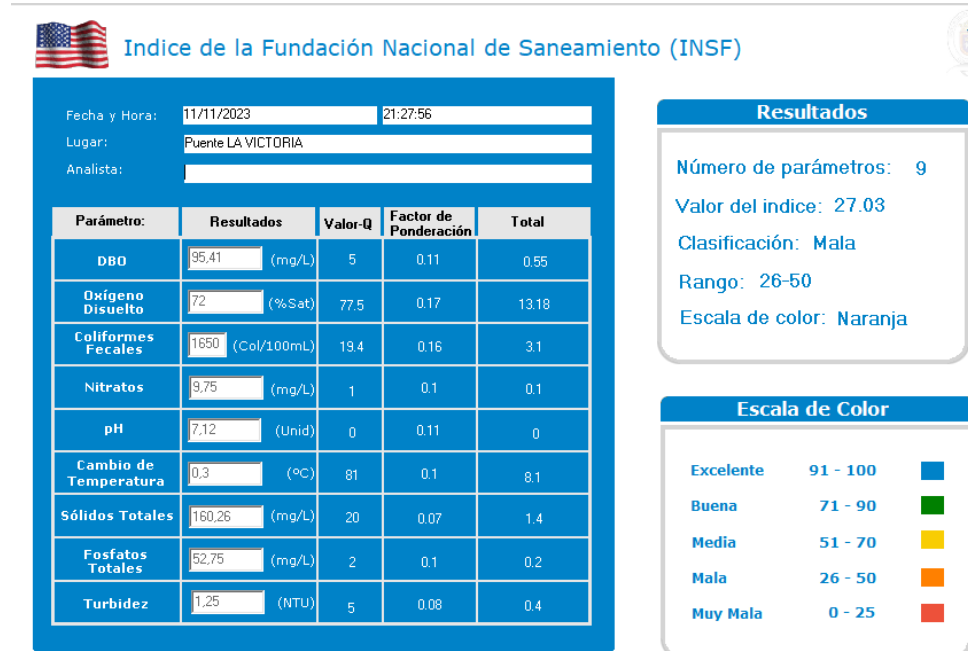 Indice de la Fundación Nacional de Saneamiento (INSF)
Fecha y Hora: 11/11/2023 21:27:56
Lugar: Puente LA VICTORIA
Analista:
Parámetro: Resultados Valor-Q Factor de Ponderación Total
DBO 95,41 (mg/L) 5 0.11 0.55
Oxígeno Disuelto 72 (%Sat) 77.5 0.17 13.18
Coliformes Fecales 1650 (Col/100mL) 19.4 0.16 3.1
Nitratos 9,75 (mg/L) 1 0.1 0.1
pH 7,12 (Unid) 0 0.11 0
Cambio de Temperatura 0,3 (ºC) 81 0.1 8.1
Sólidos Totales 160,26 (mg/L) 20 0.07 1.4
Fosfatos Totales 52,75 (mg/L) 2 0.1 0.2
Turbidez 1,25 (NTU) 5 0.08 0.4
Resultados
Número de parámetros: 9
Valor del indice: 27.03
Clasificación: Mala
Rango: 26-50
Escala de color: Naranja
Escala de Color
Excelente 91 - 100
Buena 71 - 90
Media 51 - 70
Mala 26 - 50
Muy Mala 0 - 25